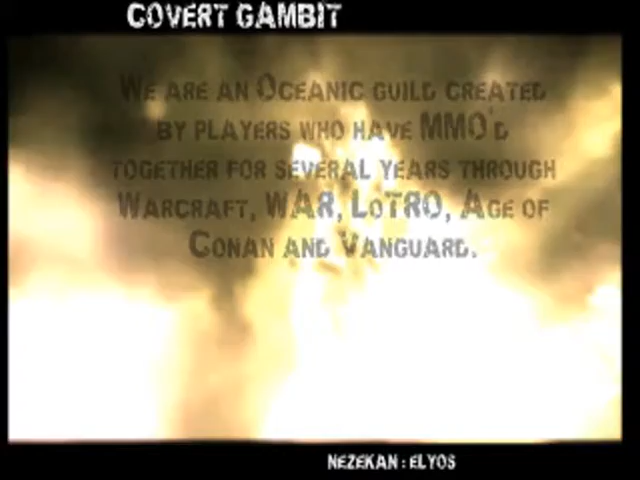 COVERT GAMBIT
WE ARE AN OCEANIC GUILD CREATED
BY PLAYERS WHO HAVE MMO'D
TOGETHER FOR SEVERAL YEARS THROUGH
WARCRAFT, WAR, LOTRO, AGE OF
CONAN AND VANGUARD.
NEZEKAN : ELYOS